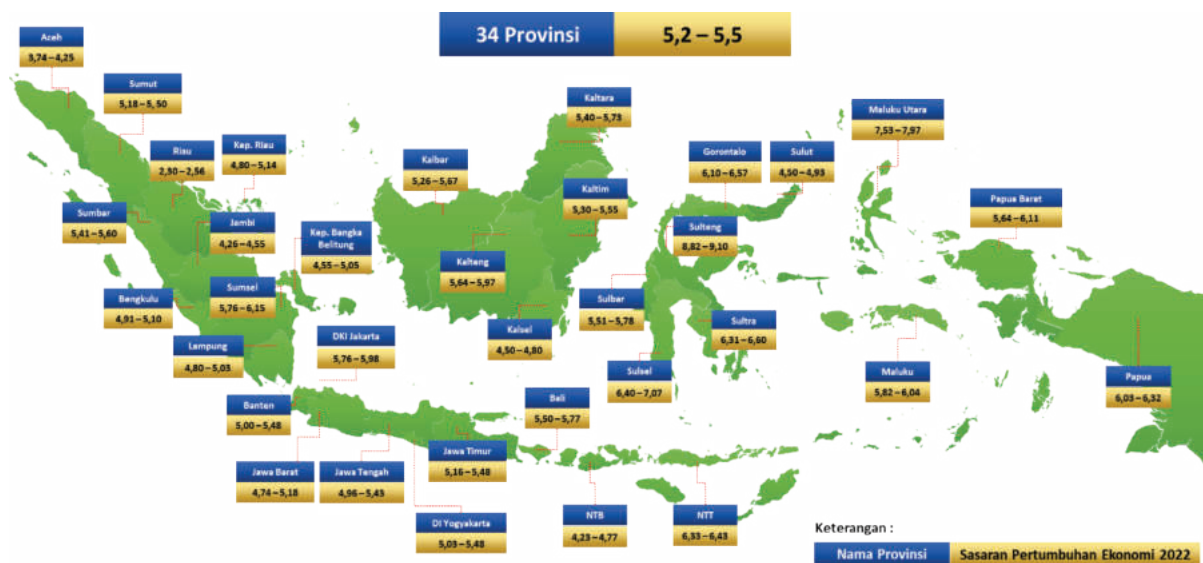 34 Provinsi 5,2 – 5,5
Aceh
3,74 – 4,25
Sumut
5,18 – 5,50
Riau
2,30 – 2,56
Kep. Riau
4,80 – 5,14
Sumbar
5,41 – 5,60
Jambi
4,26 – 4,55
Kep. Bangka
Belitung
4,55 – 5,05
Bengkulu
4,91 – 5,10
Sumsel
5,76 – 6,15
Lampung
4,80 – 5,03
DKI Jakarta
5,76 – 5,98
Banten
5,00 – 5,48
Jawa Barat
4,74 – 5,18
Jawa Tengah
4,96 – 5,43
DI Yogyakarta
5,03 – 5,48
Jawa Timur
5,16 – 5,48
Bali
5,50 – 5,77
NTB
4,23 – 4,77
NTT
6,33 – 6,43
Kalbar
5,26 – 5,67
Kaltara
5,40 – 5,73
Kaltim
5,30 – 5,55
Kalteng
5,64 – 5,97
Kalsel
4,50 – 4,80
Gorontalo
6,10 – 6,57
Sulut
4,50 – 4,93
Sulteng
8,82 – 9,10
Sulbar
5,51 – 5,78
Sultra
6,31 – 6,60
Sulsel
6,40 – 7,07
Maluku Utara
7,53 – 7,97
Maluku
5,82 – 6,04
Papua Barat
5,64 – 6,11
Papua
6,03 – 6,32
Keterangan :
Nama Provinsi Sasaran Pertumbuhan Ekonomi 2022